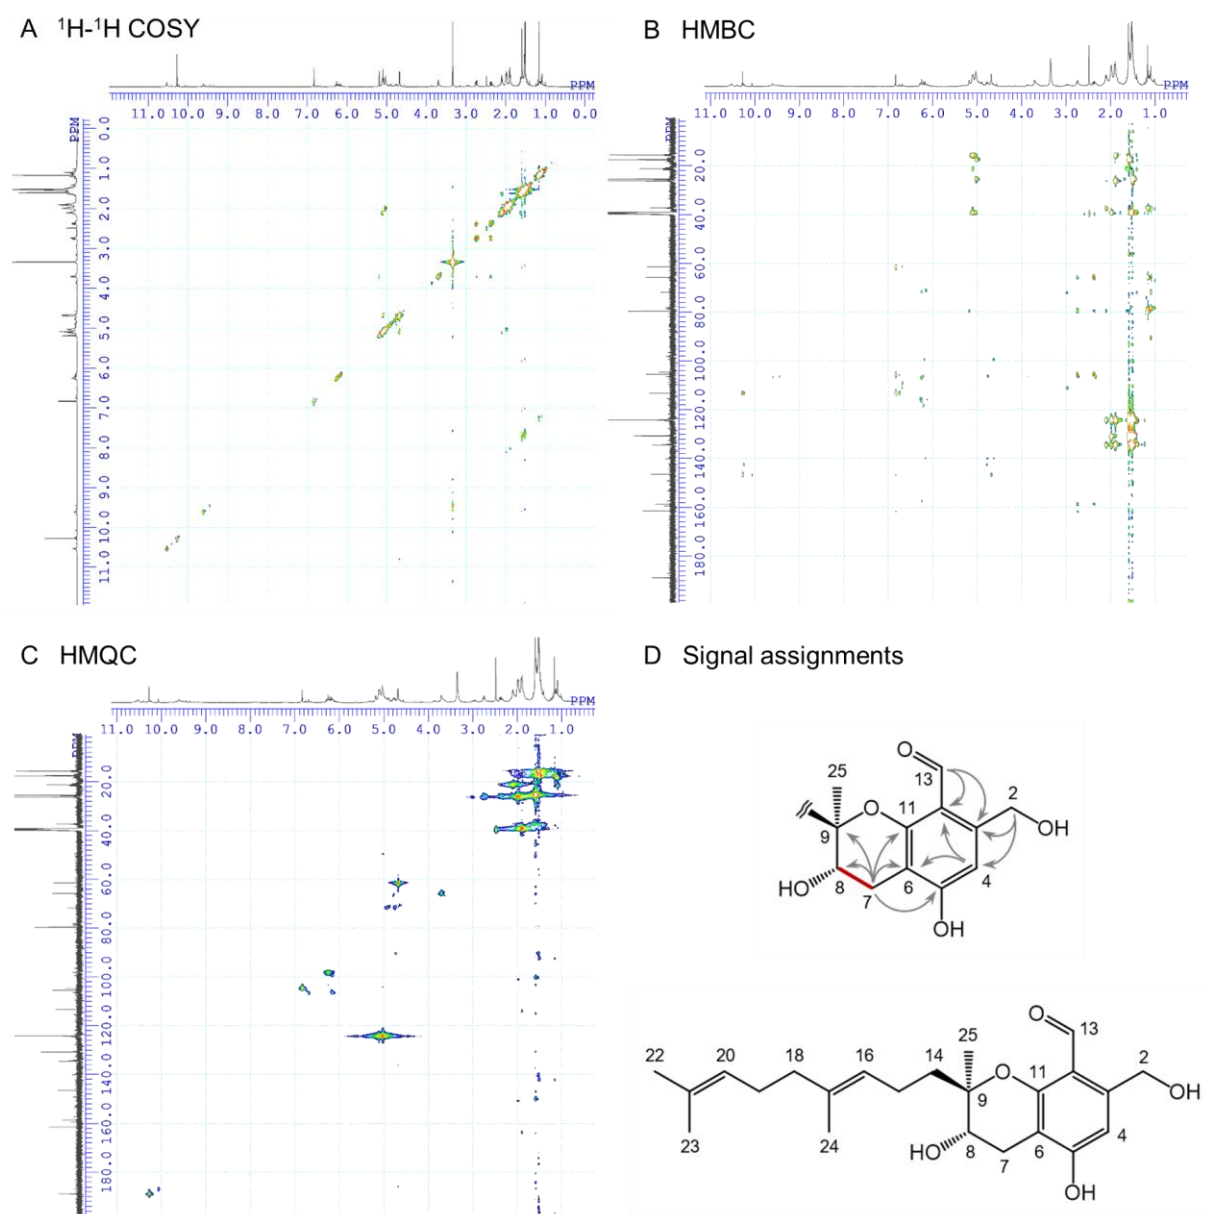 A ¹H-¹H COSY
PPM
11.0 10.0 9.0 8.0 7.0 6.0 5.0 4.0 3.0 2.0 1.0 0.0
PPM
0.0
1.0
2.0
3.0
4.0
5.0
6.0
7.0
8.0
9.0
10.0
11.0
B HMBC
PPM
11.0 10.0 9.0 8.0 7.0 6.0 5.0 4.0 3.0 2.0 1.0
PPM
20.0
40.0
60.0
80.0
100.0
120.0
140.0
160.0
180.0
C HMQC
PPM
11.0 10.0 9.0 8.0 7.0 6.0 5.0 4.0 3.0 2.0 1.0
PPM
20.0
40.0
60.0
80.0
100.0
120.0
140.0
160.0
180.0
D Signal assignments
O
25 13 2
O 11
OH
9
HO 8 6 4
7
OH
O
13
22 20 18 16 14 25 2
O 11
OH
9
23 24 HO 8 6 4
7
OH